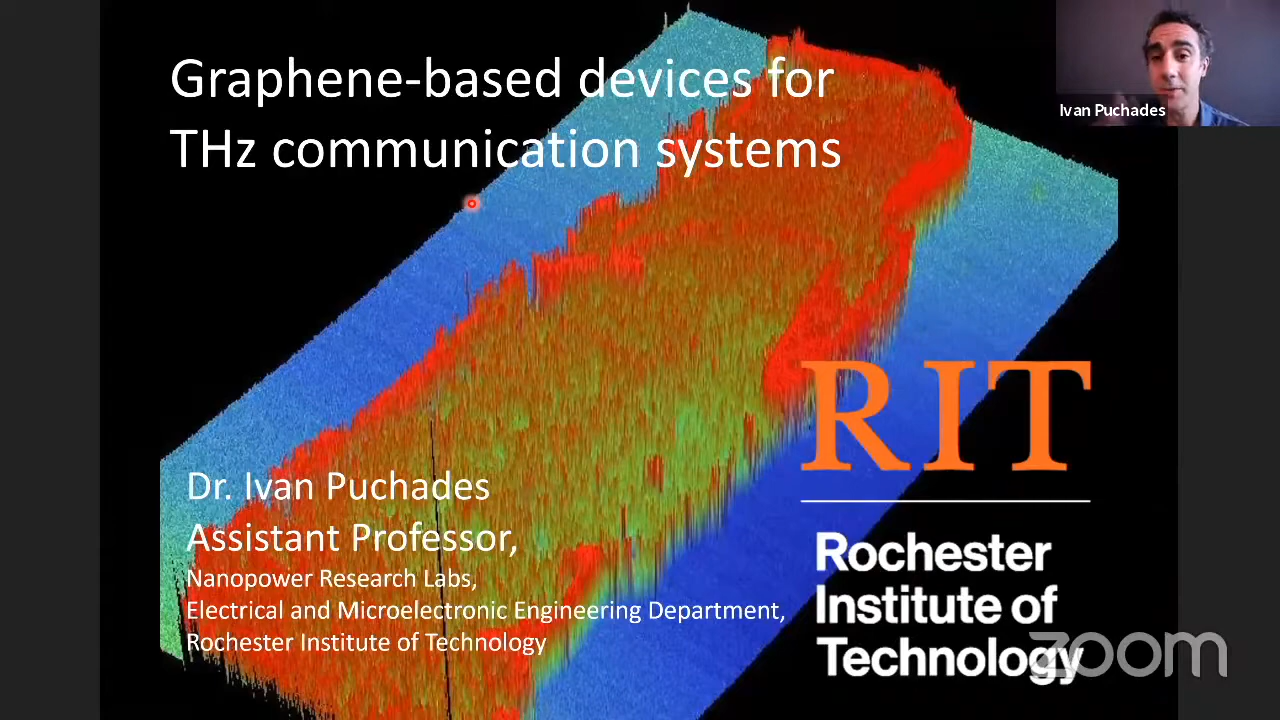 Graphene-based devices for
THz communication systems
Ivan Puchades
Dr. Ivan Puchades
Assistant Professor,
Nanopower Research Labs,
Electrical and Microelectronic Engineering Department,
Rochester Institute of Technology
RIT
Rochester
Institute of
Technology
zoom